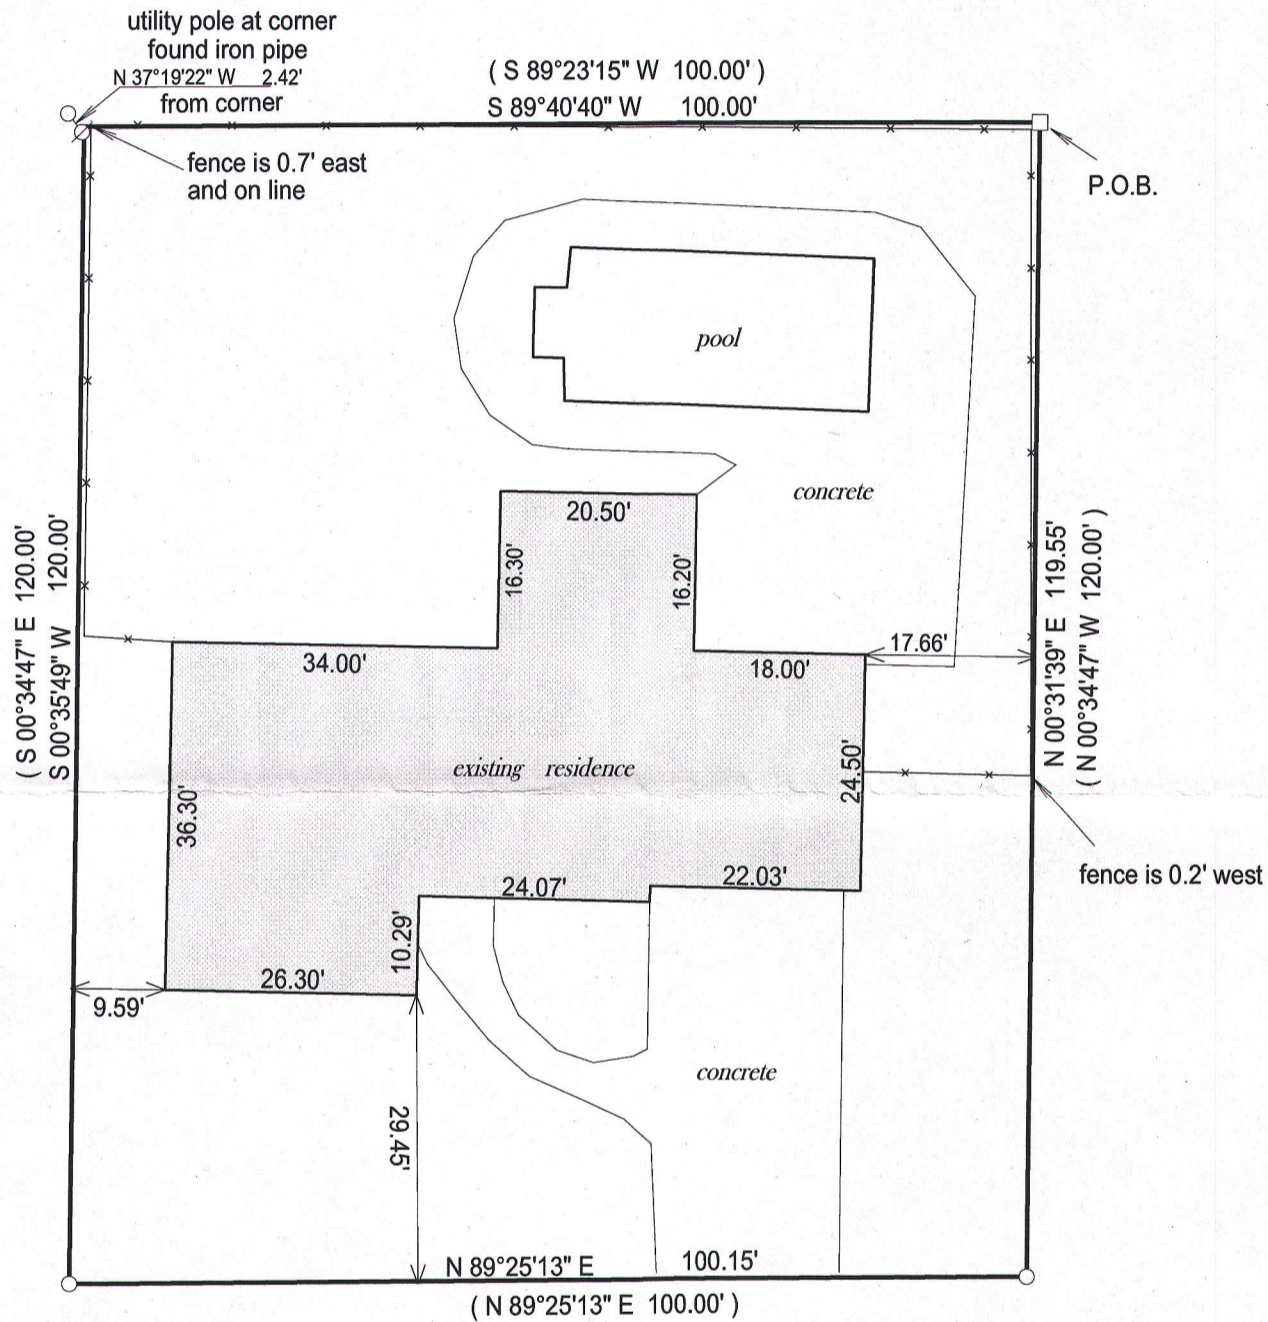 utility pole at corner
found iron pipe
N 37°19'22" W 2.42'
from corner
( S 89°23'15" W 100.00' )
S 89°40'40" W 100.00'
fence is 0.7' east
and on line
P.O.B.
pool
concrete
20.50'
16.30'
16.20'
( S 00°34'47" E 120.00'
S 00°35'49" W 120.00'
N 00°31'39" E 119.55'
( N 00°34'47" W 120.00' )
17.66'
34.00'
18.00'
existing residence
24.50'
36.30'
fence is 0.2' west
24.07'
22.03'
10.29'
26.30'
9.59'
concrete
29.45'
N 89°25'13" E 100.15'
( N 89°25'13" E 100.00' )